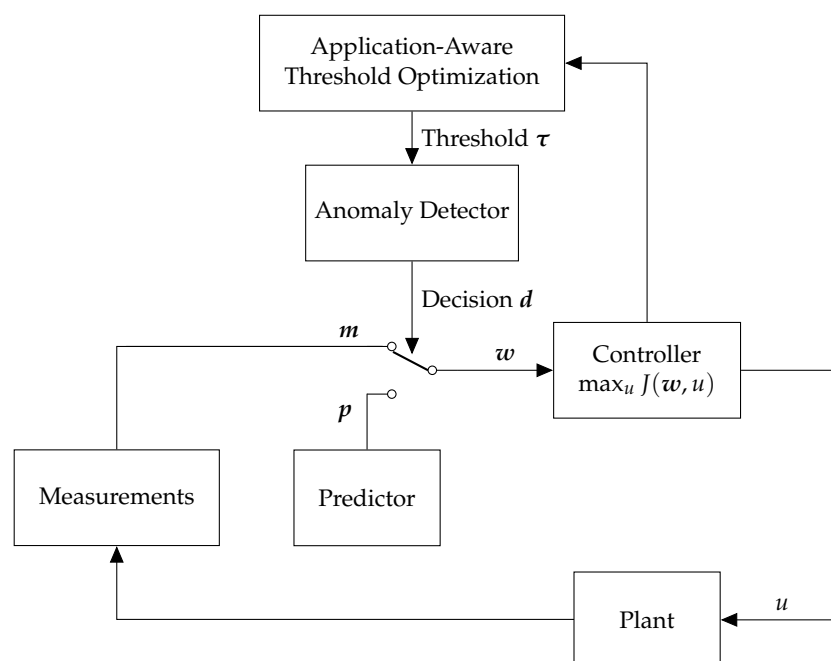 Application-Aware
Threshold Optimization
Threshold τ
Anomaly Detector
Decision d
m
w
Controller
max_u J(w, u)
p
Measurements
Predictor
Plant
u